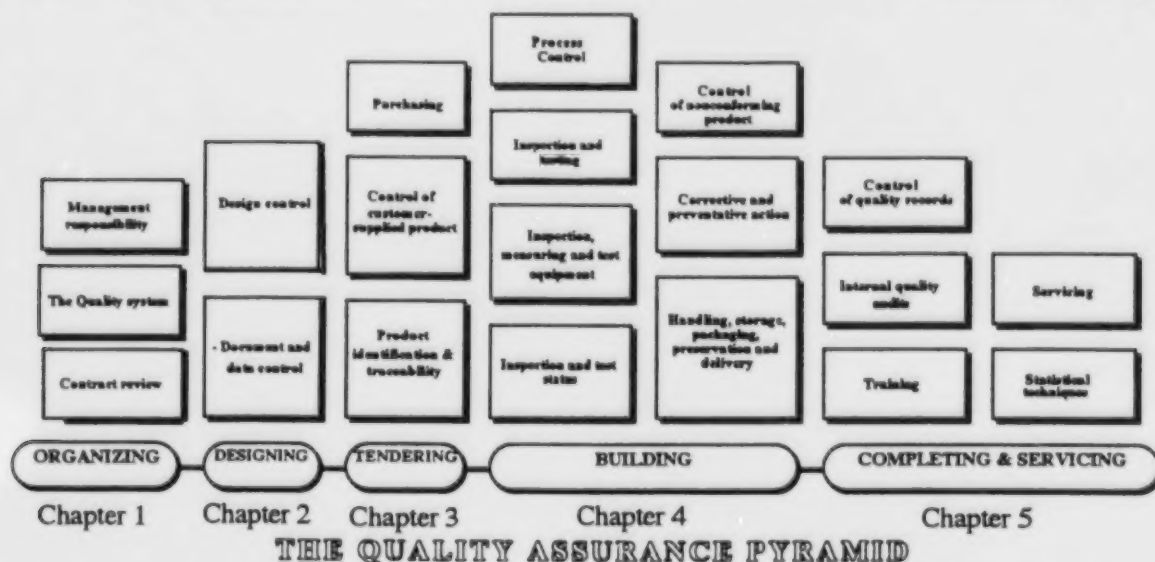 Management
responsibility
The Quality system
Contract review
Design control
- Document and
data control
Purchasing
Control of
customer-
supplied product
Product
identification &
traceability
Process
Control
Inspection and
testing
Inspection,
measuring and test
equipment
Inspection and test
status
Control
of nonconforming
product
Corrective and
preventative action
Handling, storage,
packaging,
preservation and
delivery
Control
of quality records
Internal quality
audits
Training
Servicing
Statistical
techniques
ORGANIZING
DESIGNING
TENDERING
BUILDING
COMPLETING & SERVICING
Chapter 1
Chapter 2
Chapter 3
Chapter 4
Chapter 5
THE QUALITY ASSURANCE PYRAMID